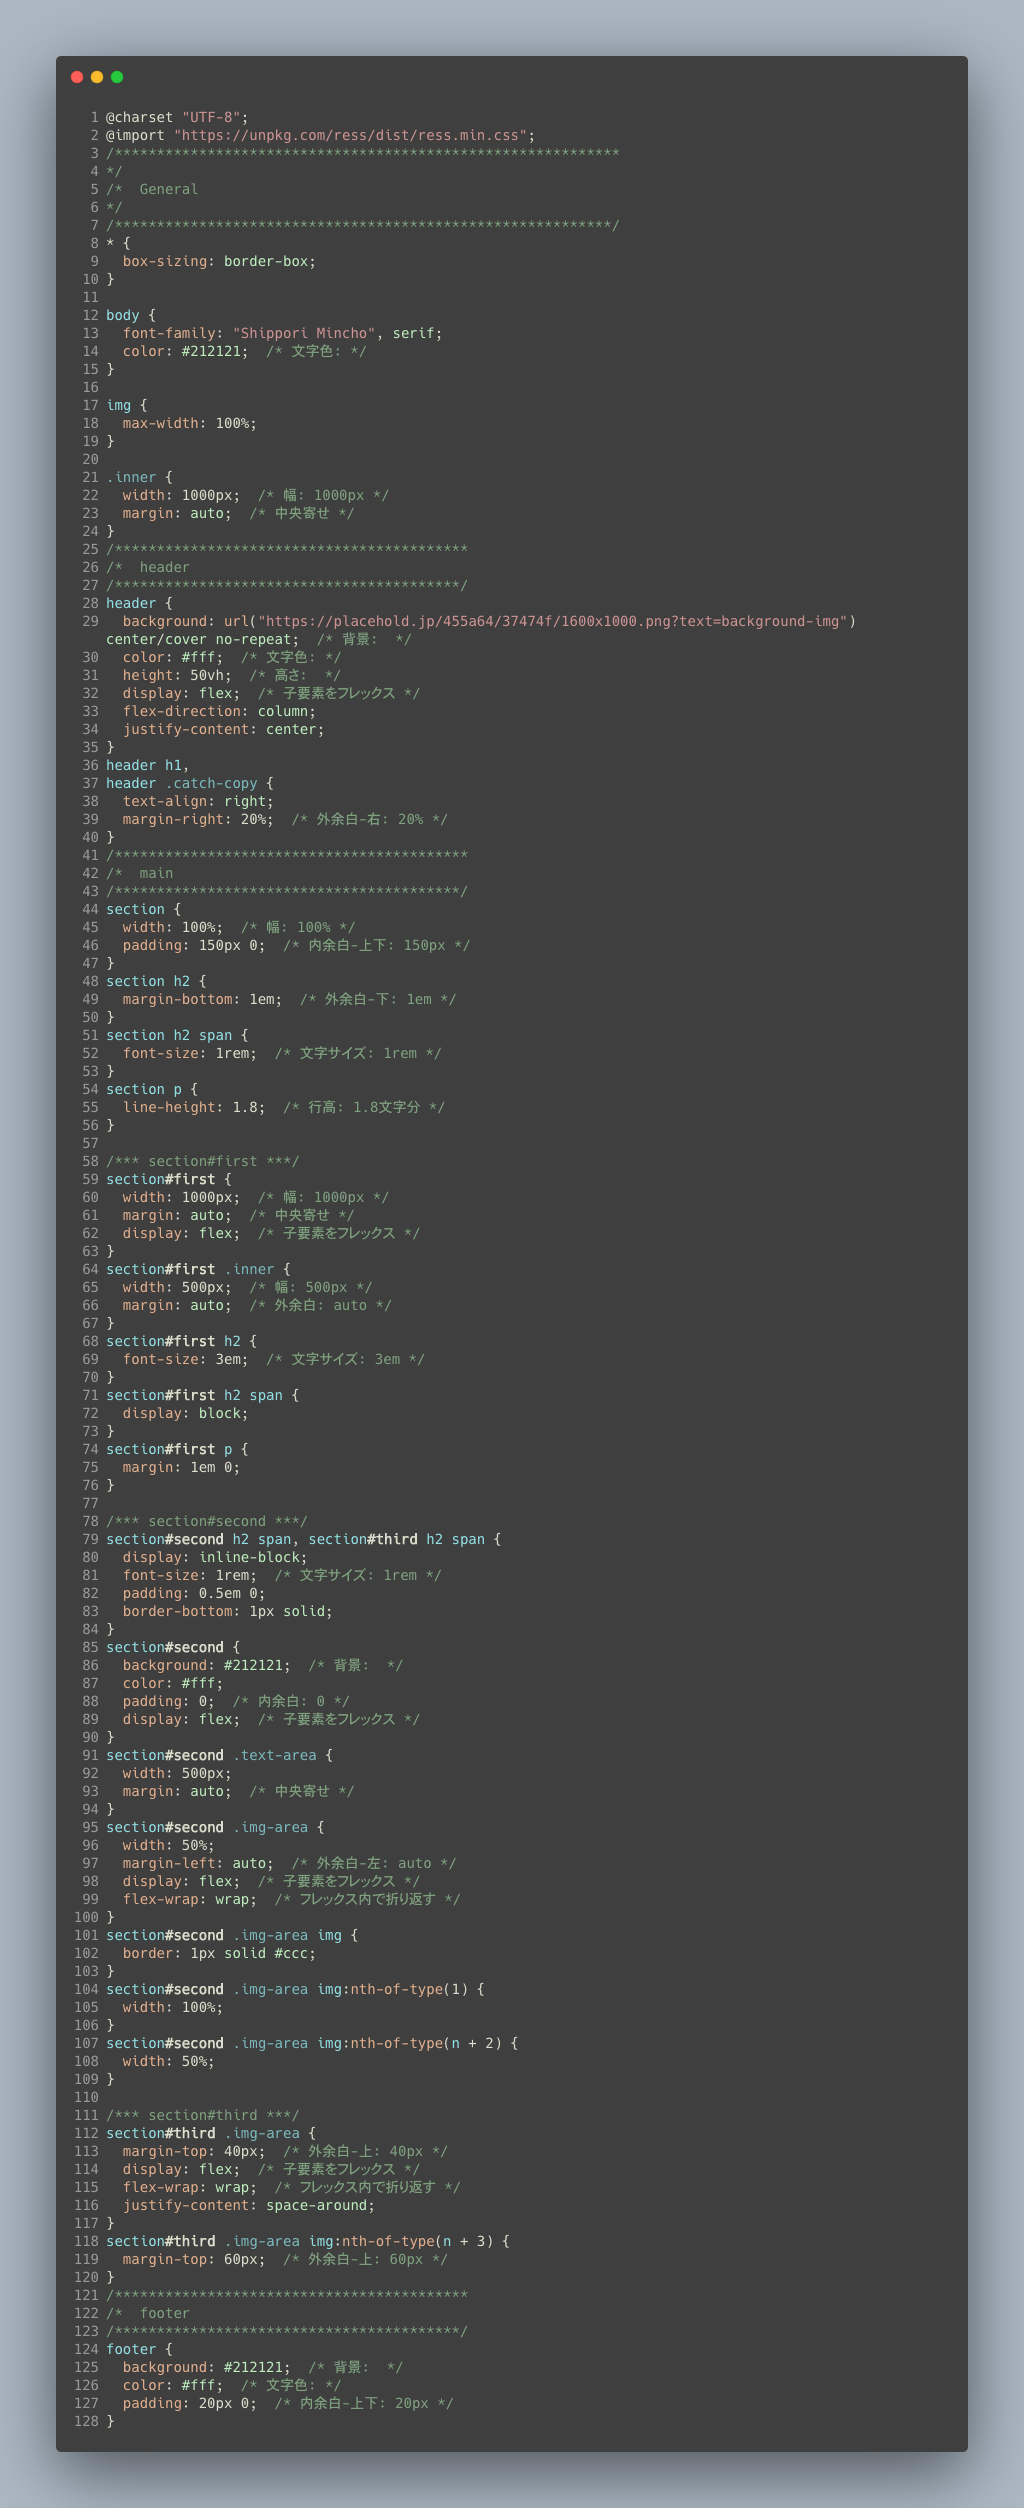 1 @charset "UTF-8";
2 @import "https://unpkg.com/ress/dist/ress.min.css";
3 /************************************************************
4 */
5 /*  General
6 */
7 /***********************************************************/
8 * {
9   box-sizing: border-box;
10 }
11
12 body {
13   font-family: "Shippori Mincho", serif;
14   color: #212121;  /* 文字色: */
15 }
16
17 img {
18   max-width: 100%;
19 }
20
21 .inner {
22   width: 1000px;  /* 幅: 1000px */
23   margin: auto;  /* 中央寄せ */
24 }
25 /******************************************
26 /*  header
27 /*****************************************/
28 header {
29   background: url("https://placehold.jp/455a64/37474f/1600x1000.png?text=background-img")
center/cover no-repeat;  /* 背景:  */
30   color: #fff;  /* 文字色: */
31   height: 50vh;  /* 高さ:  */
32   display: flex;  /* 子要素をフレックス */
33   flex-direction: column;
34   justify-content: center;
35 }
36 header h1,
37 header .catch-copy {
38   text-align: right;
39   margin-right: 20%;  /* 外余白-右: 20% */
40 }
41 /******************************************
42 /*  main
43 /*****************************************/
44 section {
45   width: 100%;  /* 幅: 100% */
46   padding: 150px 0;  /* 内余白-上下: 150px */
47 }
48 section h2 {
49   margin-bottom: 1em;  /* 外余白-下: 1em */
50 }
51 section h2 span {
52   font-size: 1rem;  /* 文字サイズ: 1rem */
53 }
54 section p {
55   line-height: 1.8;  /* 行高: 1.8文字分 */
56 }
57
58 /*** section#first ***/
59 section#first {
60   width: 1000px;  /* 幅: 1000px */
61   margin: auto;  /* 中央寄せ */
62   display: flex;  /* 子要素をフレックス */
63 }
64 section#first .inner {
65   width: 500px;  /* 幅: 500px */
66   margin: auto;  /* 外余白: auto */
67 }
68 section#first h2 {
69   font-size: 3em;  /* 文字サイズ: 3em */
70 }
71 section#first h2 span {
72   display: block;
73 }
74 section#first p {
75   margin: 1em 0;
76 }
77
78 /*** section#second ***/
79 section#second h2 span, section#third h2 span {
80   display: inline-block;
81   font-size: 1rem;  /* 文字サイズ: 1rem */
82   padding: 0.5em 0;
83   border-bottom: 1px solid;
84 }
85 section#second {
86   background: #212121;  /* 背景:  */
87   color: #fff;
88   padding: 0;  /* 内余白: 0 */
89   display: flex;  /* 子要素をフレックス */
90 }
91 section#second .text-area {
92   width: 500px;
93   margin: auto;  /* 中央寄せ */
94 }
95 section#second .img-area {
96   width: 50%;
97   margin-left: auto;  /* 外余白-左: auto */
98   display: flex;  /* 子要素をフレックス */
99   flex-wrap: wrap;  /* フレックス内で折り返す */
100 }
101 section#second .img-area img {
102   border: 1px solid #ccc;
103 }
104 section#second .img-area img:nth-of-type(1) {
105   width: 100%;
106 }
107 section#second .img-area img:nth-of-type(n + 2) {
108   width: 50%;
109 }
110
111 /*** section#third ***/
112 section#third .img-area {
113   margin-top: 40px;  /* 外余白-上: 40px */
114   display: flex;  /* 子要素をフレックス */
115   flex-wrap: wrap;  /* フレックス内で折り返す */
116   justify-content: space-around;
117 }
118 section#third .img-area img:nth-of-type(n + 3) {
119   margin-top: 60px;  /* 外余白-上: 60px */
120 }
121 /******************************************
122 /*  footer
123 /*****************************************/
124 footer {
125   background: #212121;  /* 背景:  */
126   color: #fff;  /* 文字色: */
127   padding: 20px 0;  /* 内余白-上下: 20px */
128 }